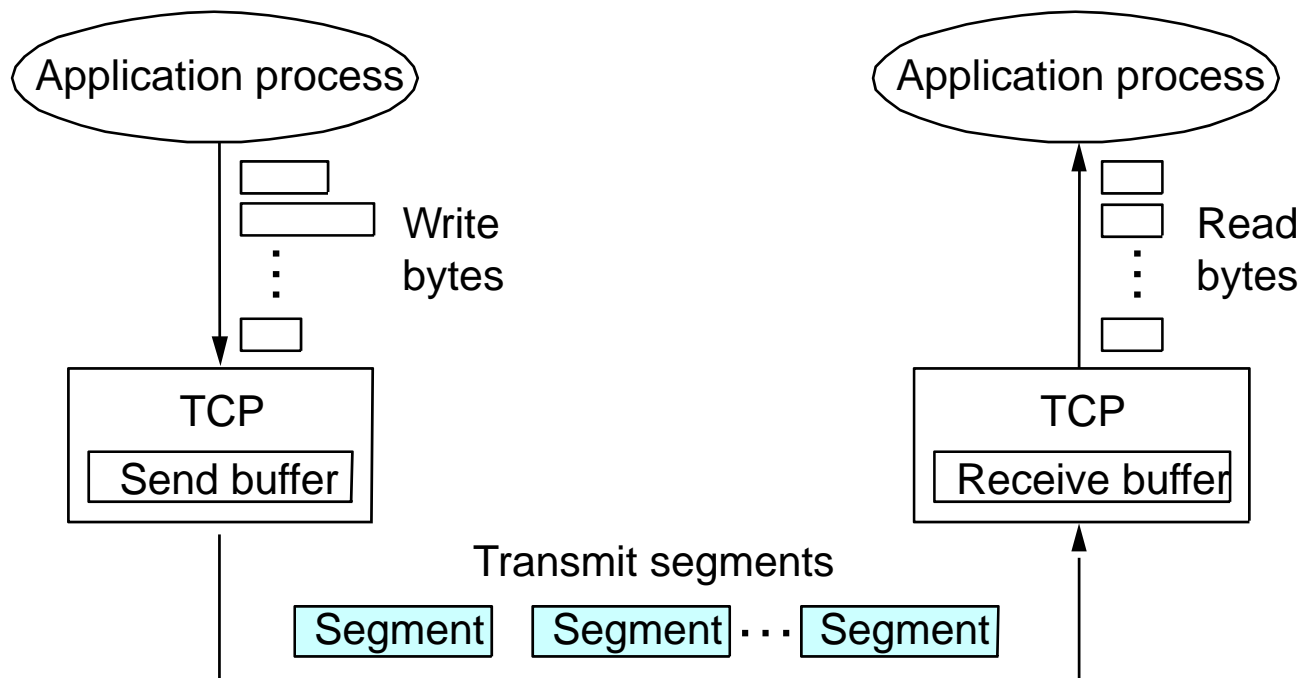 Application process
Application process
Write
bytes
Read
bytes
TCP
Send buffer
TCP
Receive buffer
Transmit segments
Segment
Segment
Segment